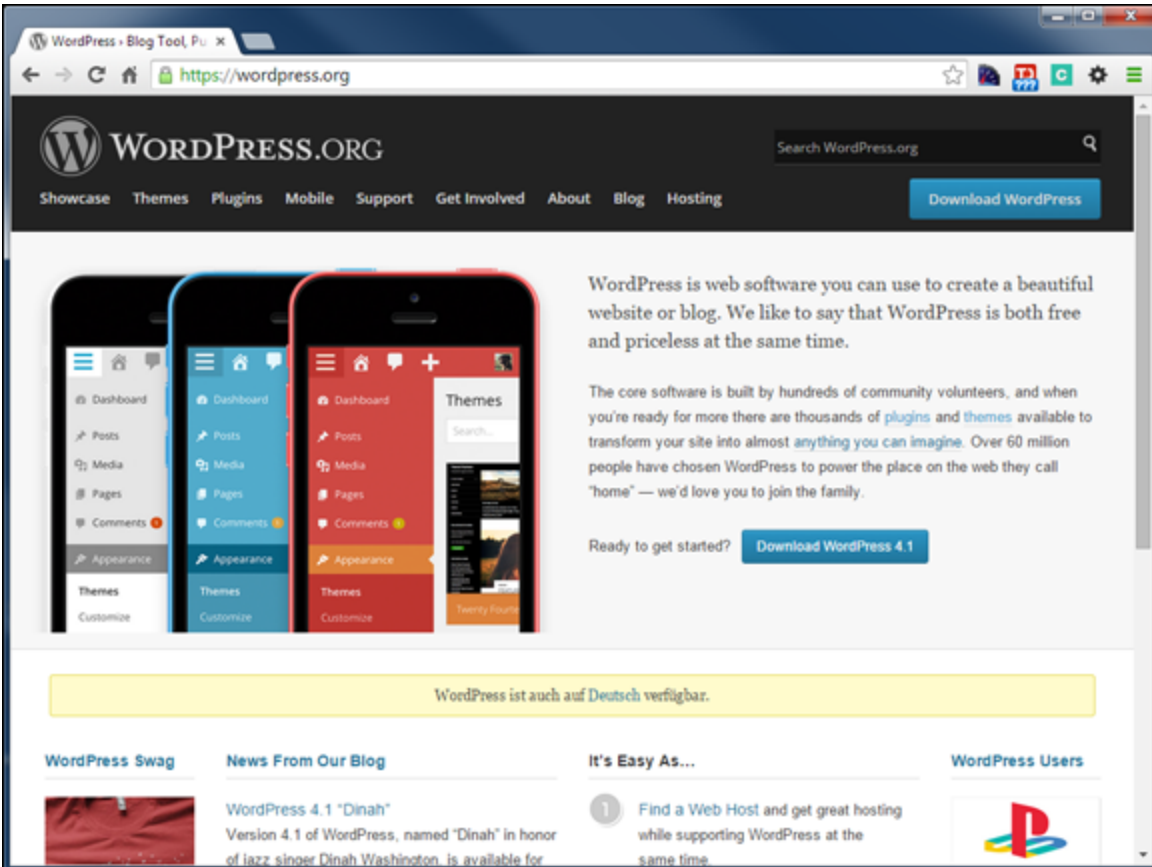 WordPress › Blog Tool, Pu
https://wordpress.org
WORDPRESS.ORG
Search WordPress.org
Showcase Themes Plugins Mobile Support Get Involved About Blog Hosting
Download WordPress
Dashboard
Posts
Media
Pages
Comments
Appearance
Themes
Customize
Dashboard
Posts
Media
Pages
Comments
Appearance
Themes
Customize
Dashboard
Posts
Media
Pages
Comments
Appearance
Themes
Customize
Themes
Search...
Twenty Fourte
WordPress is web software you can use to create a beautiful
website or blog. We like to say that WordPress is both free
and priceless at the same time.
The core software is built by hundreds of community volunteers, and when
you're ready for more there are thousands of plugins and themes available to
transform your site into almost anything you can imagine. Over 60 million
people have chosen WordPress to power the place on the web they call
“home” — we'd love you to join the family.
Ready to get started? Download WordPress 4.1
WordPress ist auch auf Deutsch verfügbar.
WordPress Swag
News From Our Blog
WordPress 4.1 “Dinah”
Version 4.1 of WordPress, named “Dinah” in honor
of jazz singer Dinah Washington, is available for
It's Easy As...
1
Find a Web Host and get great hosting
while supporting WordPress at the
same time.
WordPress Users